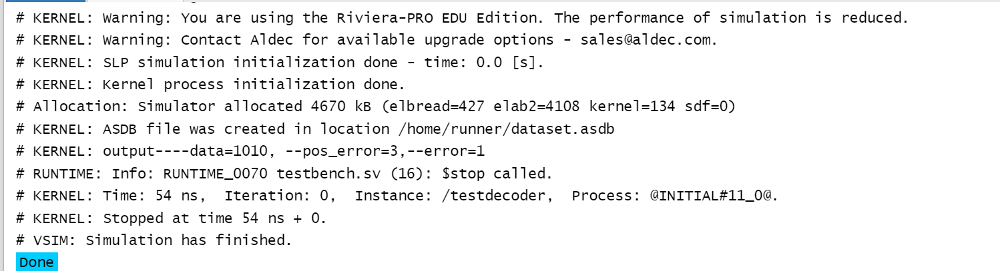 # KERNEL: Warning: You are using the Riviera-PRO EDU Edition. The performance of simulation is reduced.
# KERNEL: Warning: Contact Aldec for available upgrade options - sales@aldec.com.
# KERNEL: SLP simulation initialization done - time: 0.0 [s].
# KERNEL: Kernel process initialization done.
# Allocation: Simulator allocated 4670 kB (elbread=427 elab2=4108 kernel=134 sdf=0)
# KERNEL: ASDB file was created in location /home/runner/dataset.asdb
# KERNEL: output----data=1010, --pos_error=3,--error=1
# RUNTIME: Info: RUNTIME_0070 testbench.sv (16): $stop called.
# KERNEL: Time: 54 ns,  Iteration: 0,  Instance: /testdecoder,  Process: @INITIAL#11_0@.
# KERNEL: Stopped at time 54 ns + 0.
# VSIM: Simulation has finished.
Done